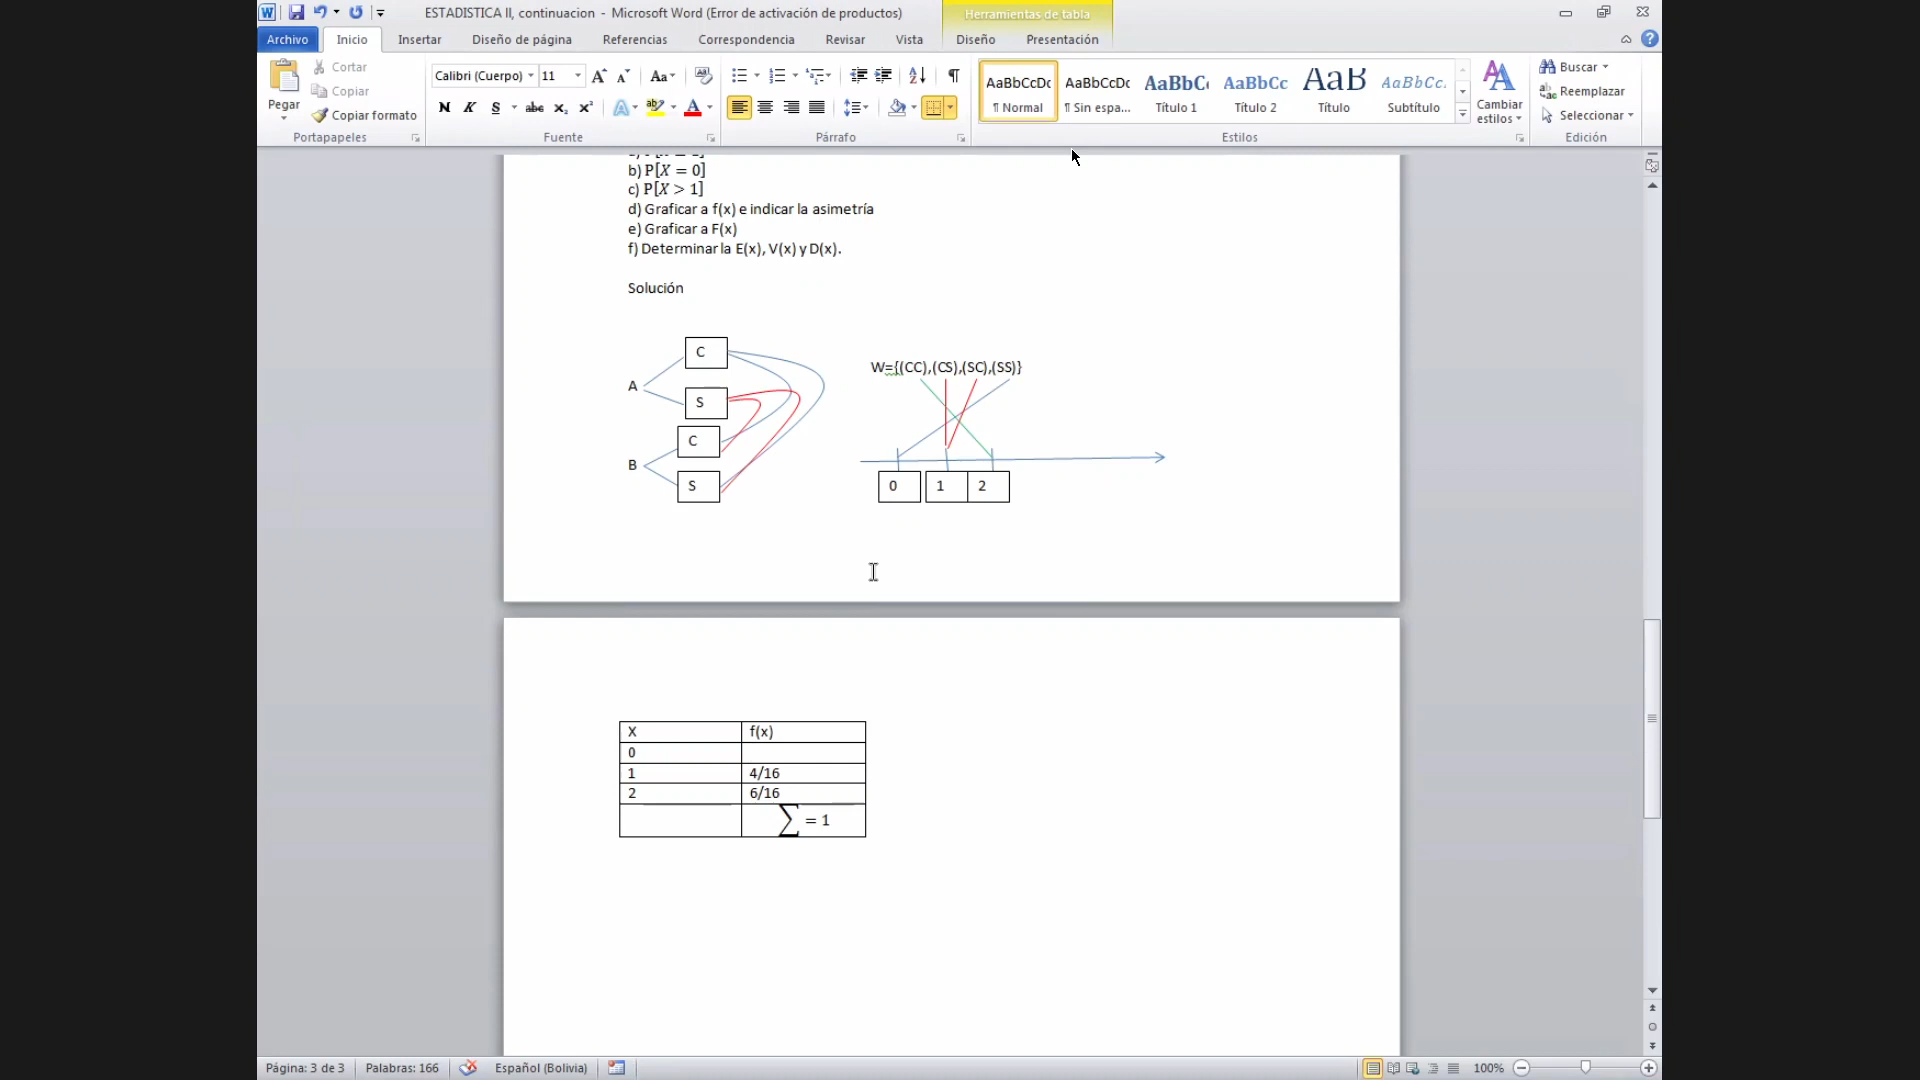 ESTADISTICA II, continuacion - Microsoft Word (Error de activación de productos)
Herramientas de tabla
Archivo
Inicio
Insertar
Diseño de página
Referencias
Correspondencia
Revisar
Vista
Diseño
Presentación
Pegar
Cortar
Copiar
Copiar formato
Portapapeles
Calibri (Cuerpo) 11
Fuente
Párrafo
AaBbCcDc
¶ Normal
AaBbCcDc
¶ Sin espa...
AaBbC
Título 1
AaBbCc
Título 2
AaB
Título
AaBbCc.
Subtítulo
Cambiar estilos
Estilos
Buscar
Reemplazar
Seleccionar
Edición
b) P[X = 0]
c) P[X > 1]
d) Graficar a f(x) e indicar la asimetría
e) Graficar a F(x)
f) Determinar la E(x), V(x) y D(x).
Solución
A
C
S
B
C
S
W={(CC),(CS),(SC),(SS)}
0 1 2
X f(x)
0
1 4/16
2 6/16
∑ = 1
Página: 3 de 3
Palabras: 166
Español (Bolivia)
100%